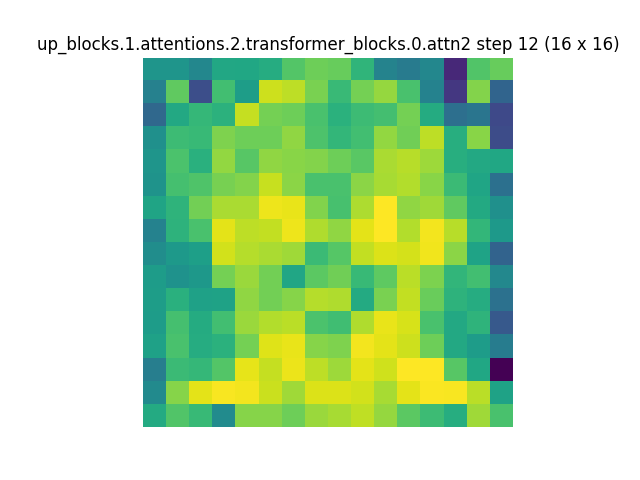 up_blocks.1.attentions.2.transformer_blocks.0.attn2 step 12 (16 x 16)